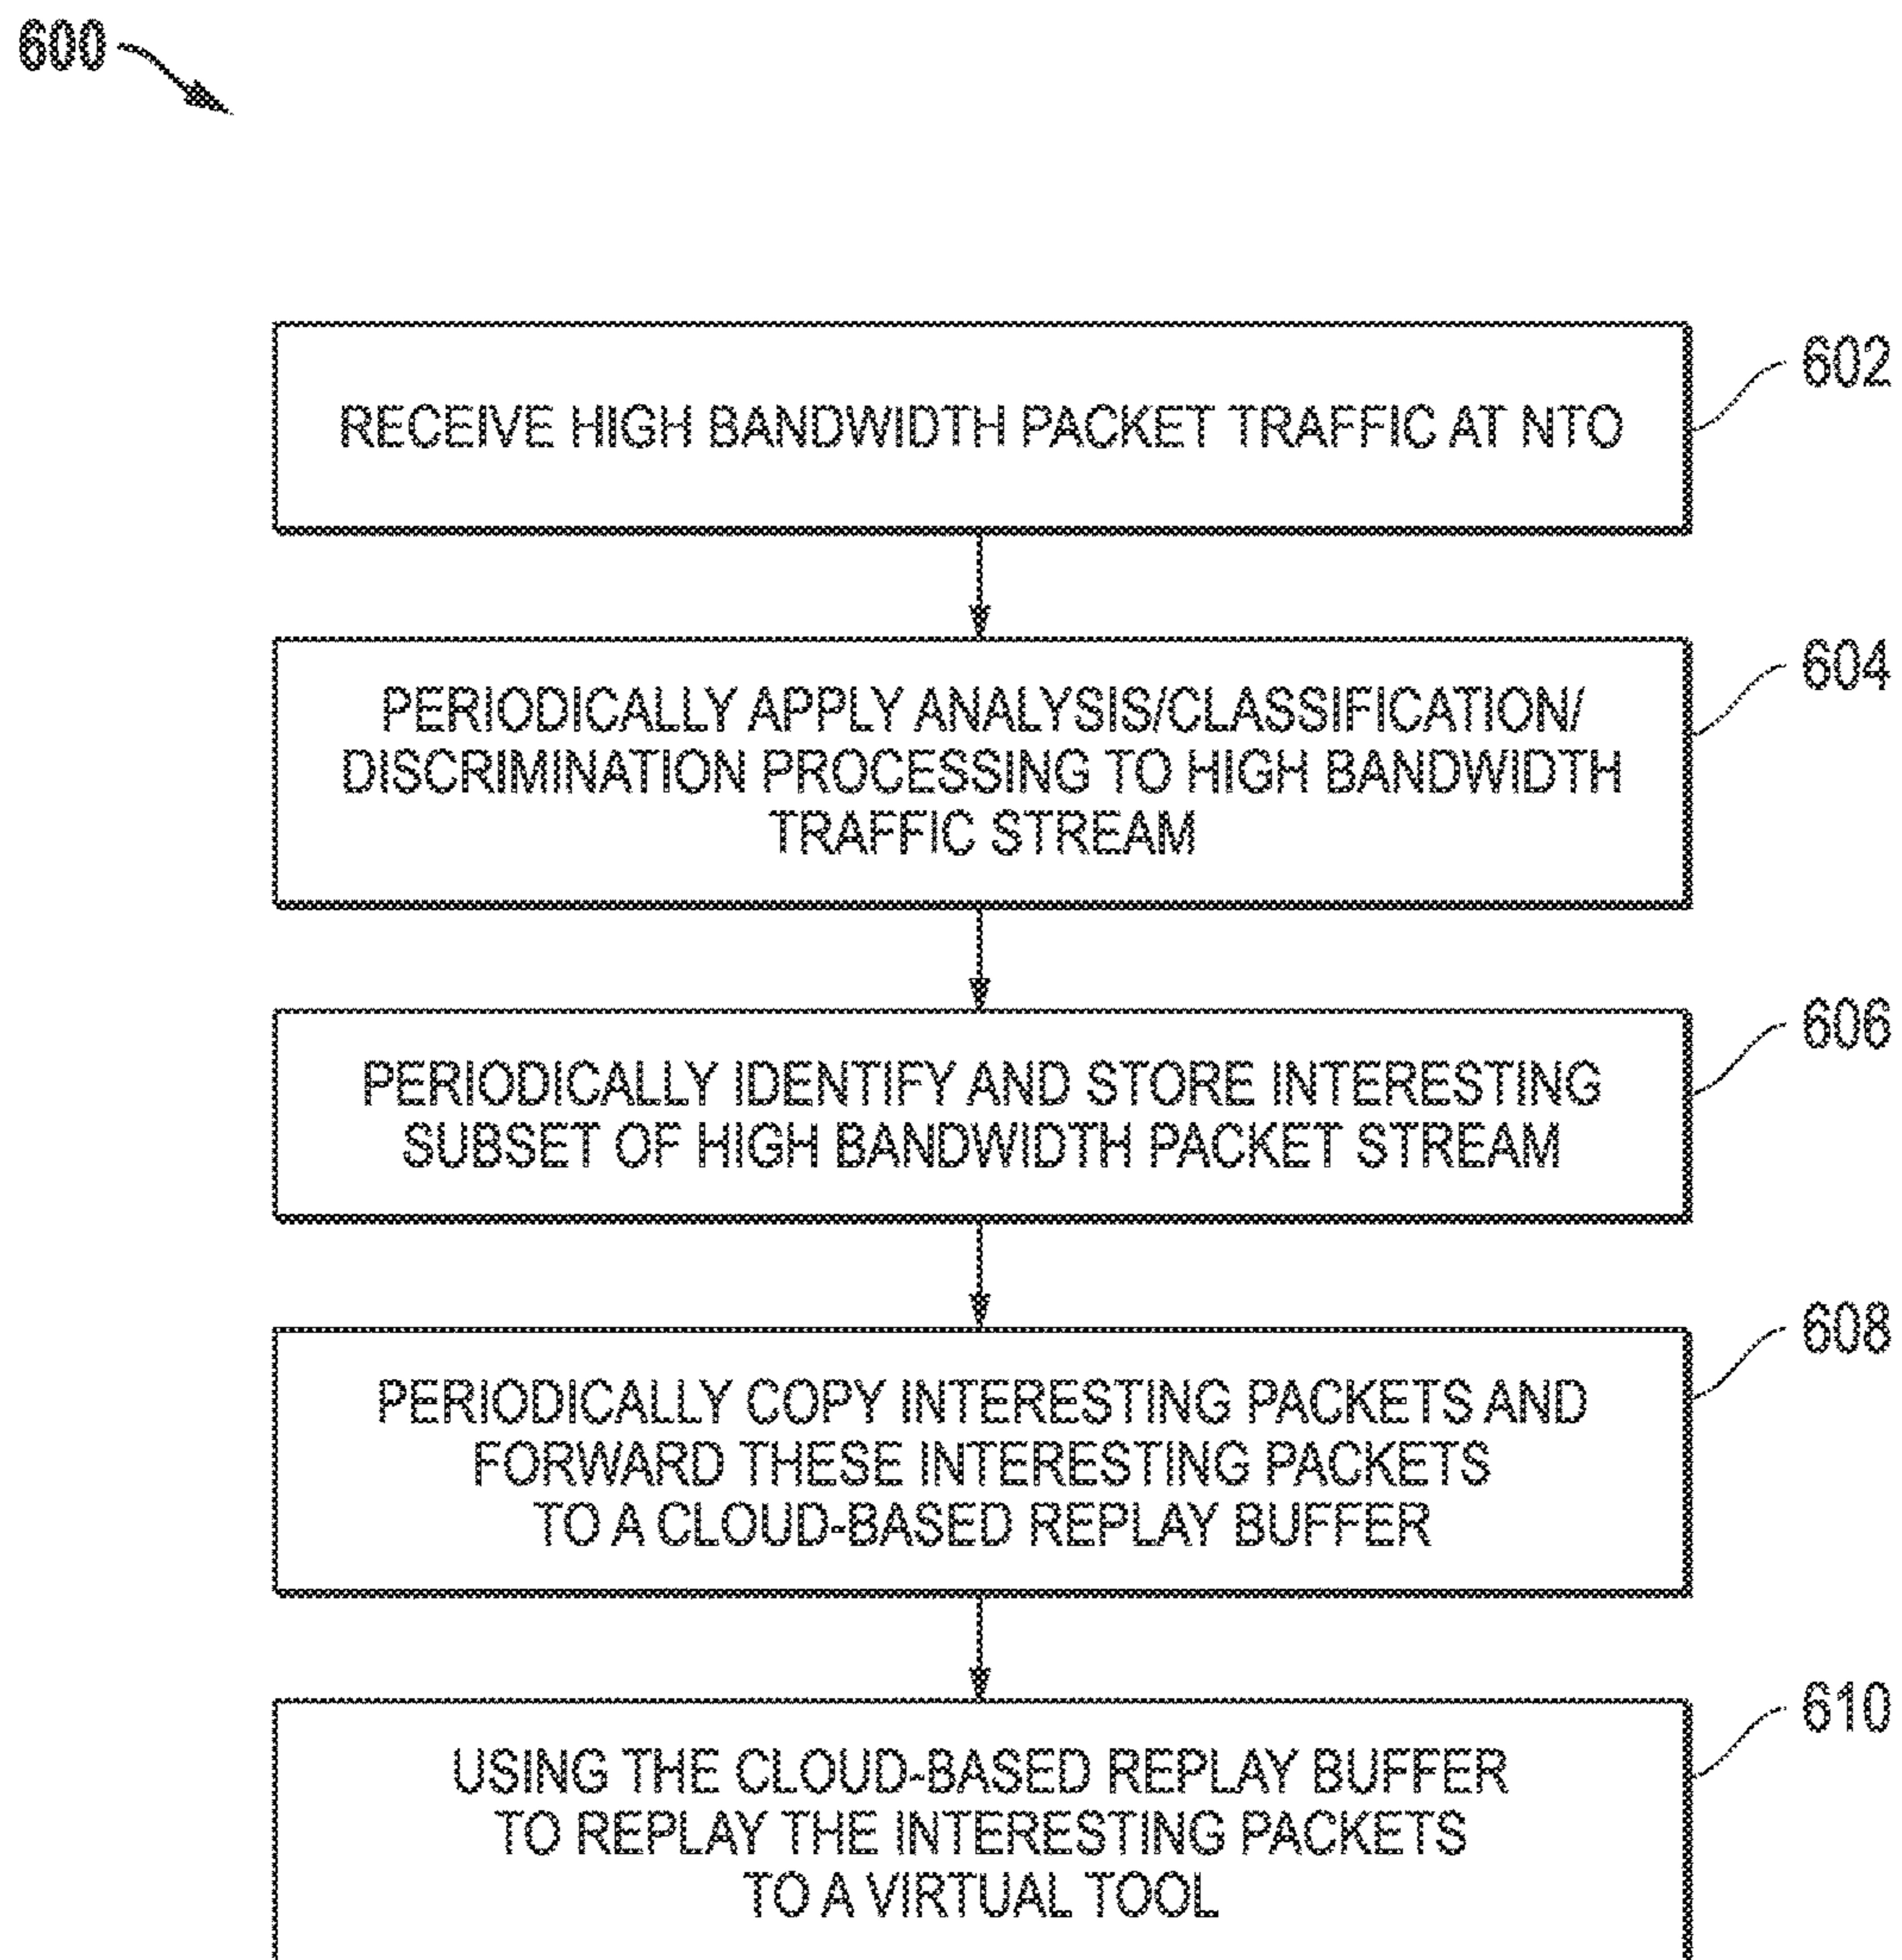 600
RECEIVE HIGH BANDWIDTH PACKET TRAFFIC AT NTO
602
PERIODICALLY APPLY ANALYSIS/CLASSIFICATION/
DISCRIMINATION PROCESSING TO HIGH BANDWIDTH
TRAFFIC STREAM
604
PERIODICALLY IDENTIFY AND STORE INTERESTING
SUBSET OF HIGH BANDWIDTH PACKET STREAM
606
PERIODICALLY COPY INTERESTING PACKETS AND
FORWARD THESE INTERESTING PACKETS
TO A CLOUD-BASED REPLAY BUFFER
608
USING THE CLOUD-BASED REPLAY BUFFER
TO REPLAY THE INTERESTING PACKETS
TO A VIRTUAL TOOL
610